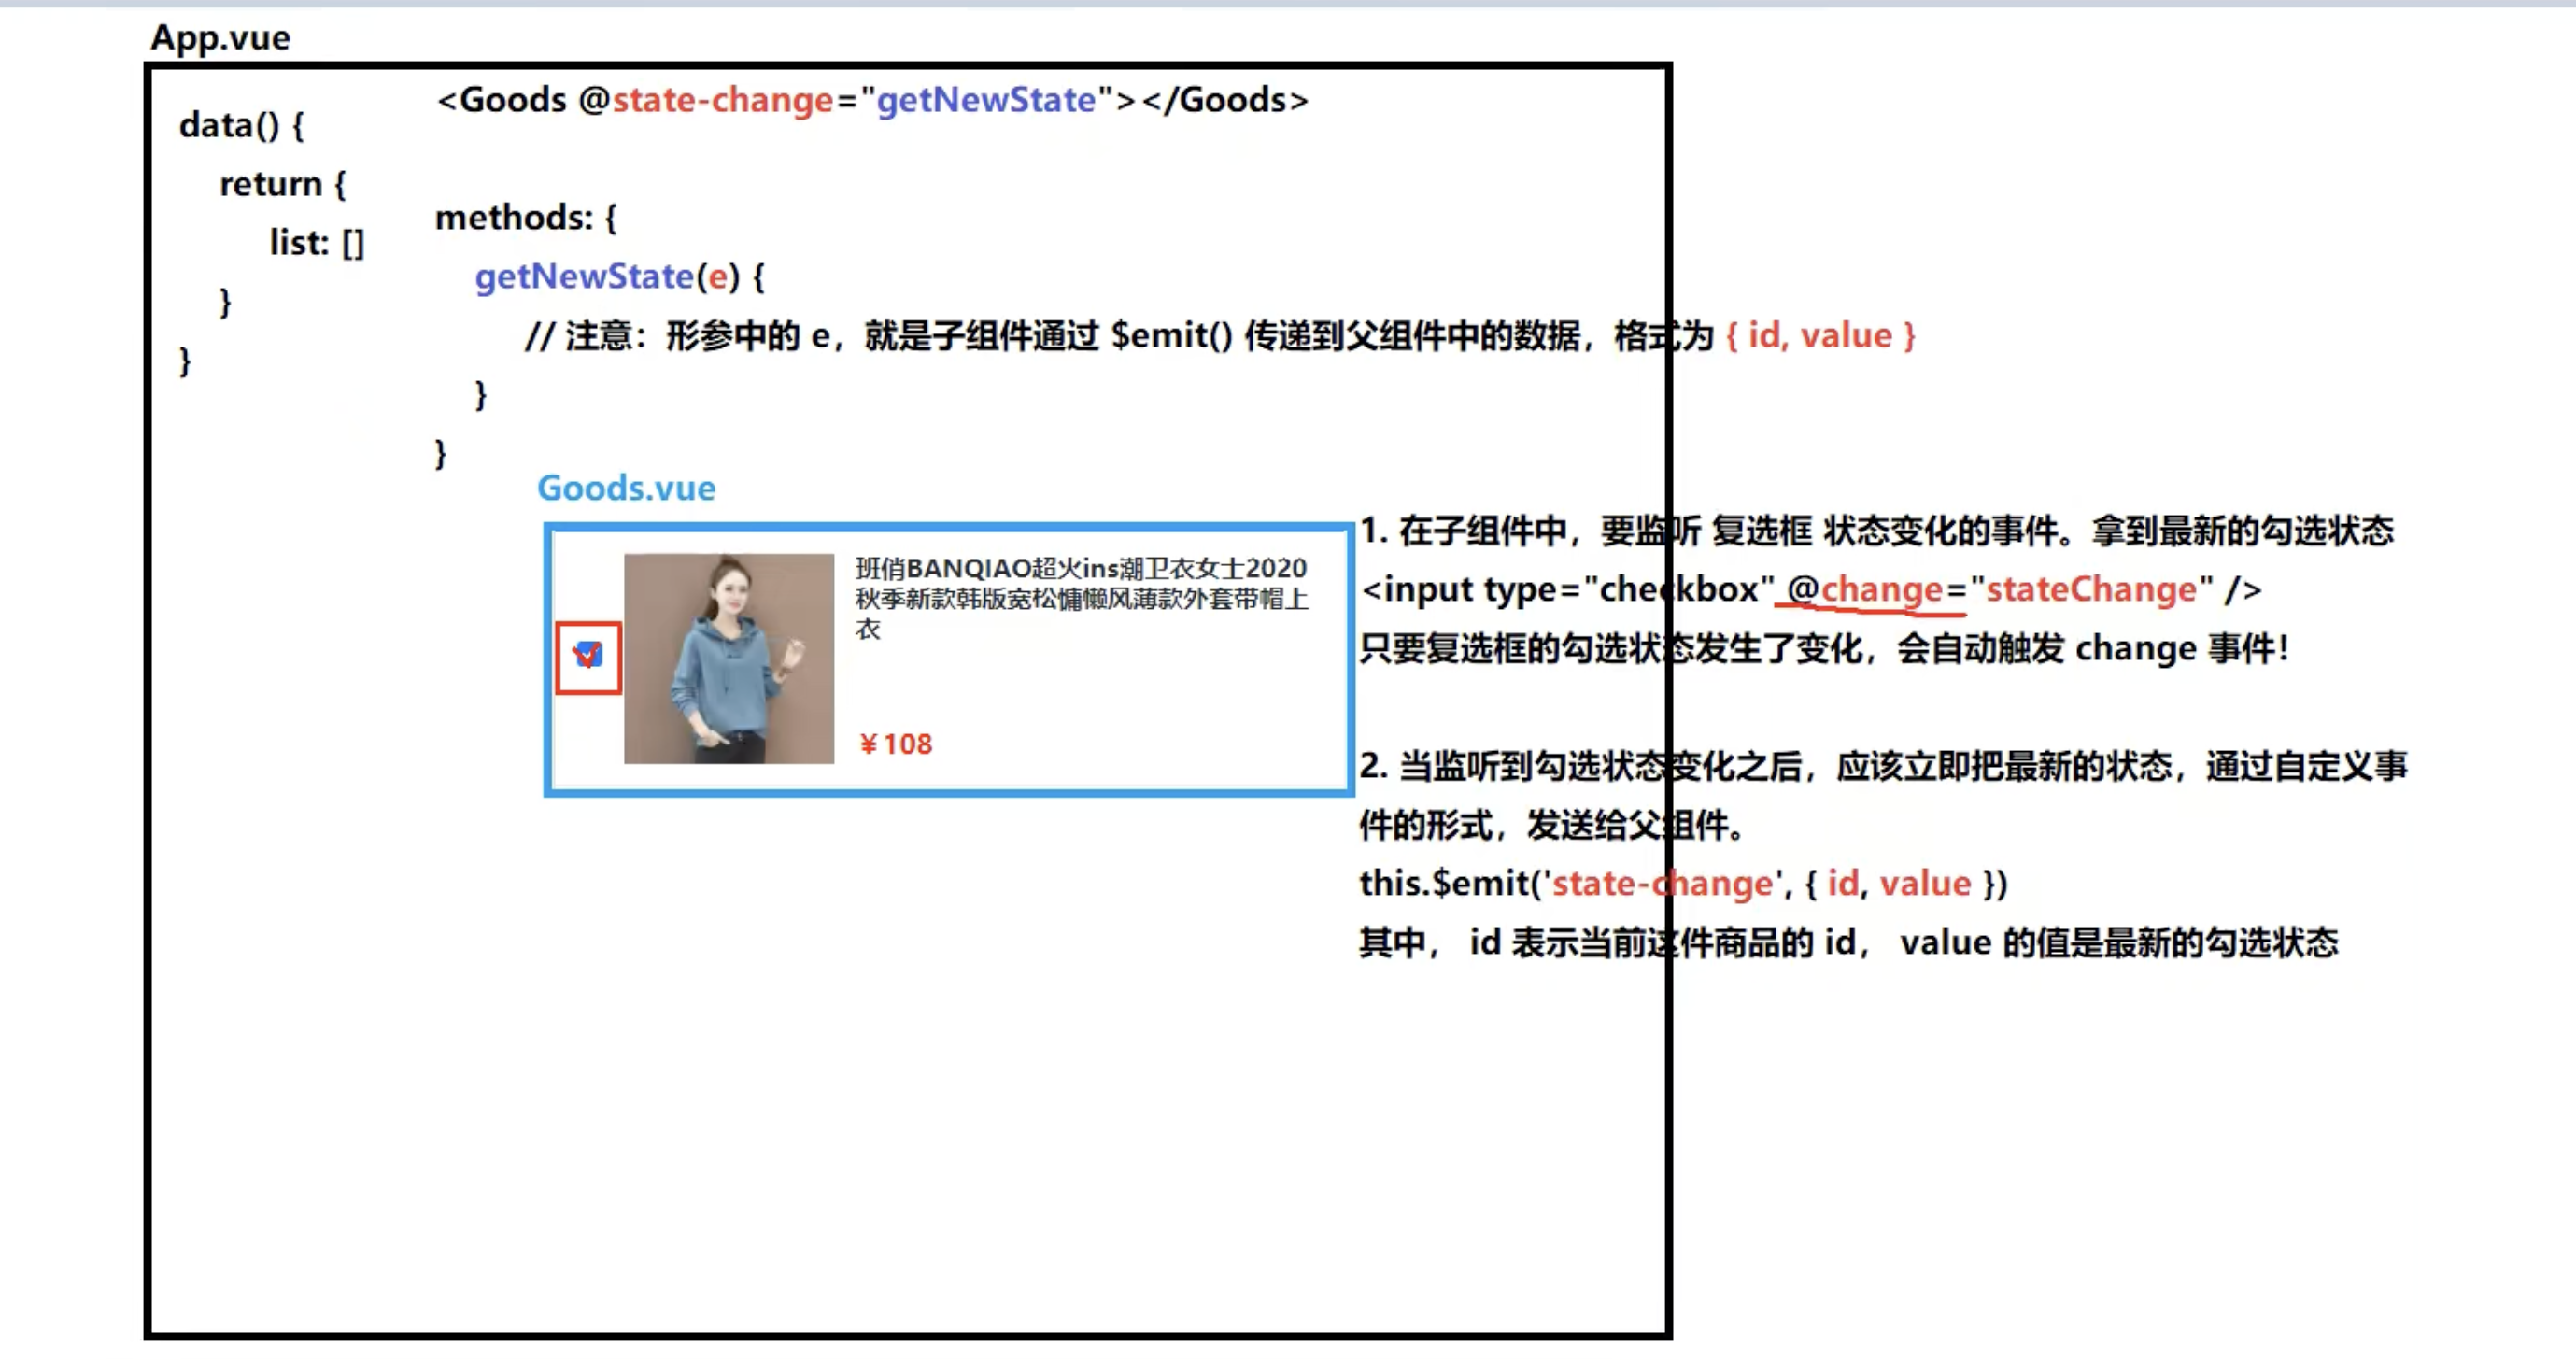 App.vue
<Goods @state-change="getNewState"></Goods>
data() {
return {
list: []
}
}
methods: {
getNewState(e) {
// 注意：形参中的 e，就是子组件通过 $emit() 传递到父组件中的数据，格式为 { id, value }
}
}
Goods.vue
班俏BANQIAO超火ins潮卫衣女士2020
秋季新款韩版宽松慵懒风薄款外套带帽上
衣
￥108
1. 在子组件中，要监听 复选框 状态变化的事件。拿到最新的勾选状态
<input type="checkbox" @change="stateChange" />
只要复选框的勾选状态发生了变化，会自动触发 change 事件！
2. 当监听到勾选状态变化之后，应该立即把最新的状态，通过自定义事
件的形式，发送给父组件。
this.$emit('state-change', { id, value })
其中， id 表示当前这件商品的 id， value 的值是最新的勾选状态